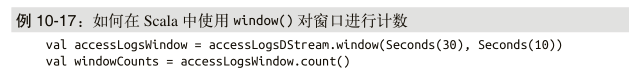 例 10-17：如何在 Scala 中使用 window() 对窗口进行计数
val accessLogsWindow = accessLogsDStream.window(Seconds(30), Seconds(10))
val windowCounts = accessLogsWindow.count()